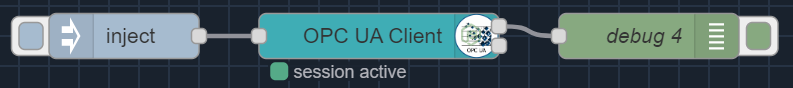 inject
OPC UA Client
OPC UA
debug 4
session active